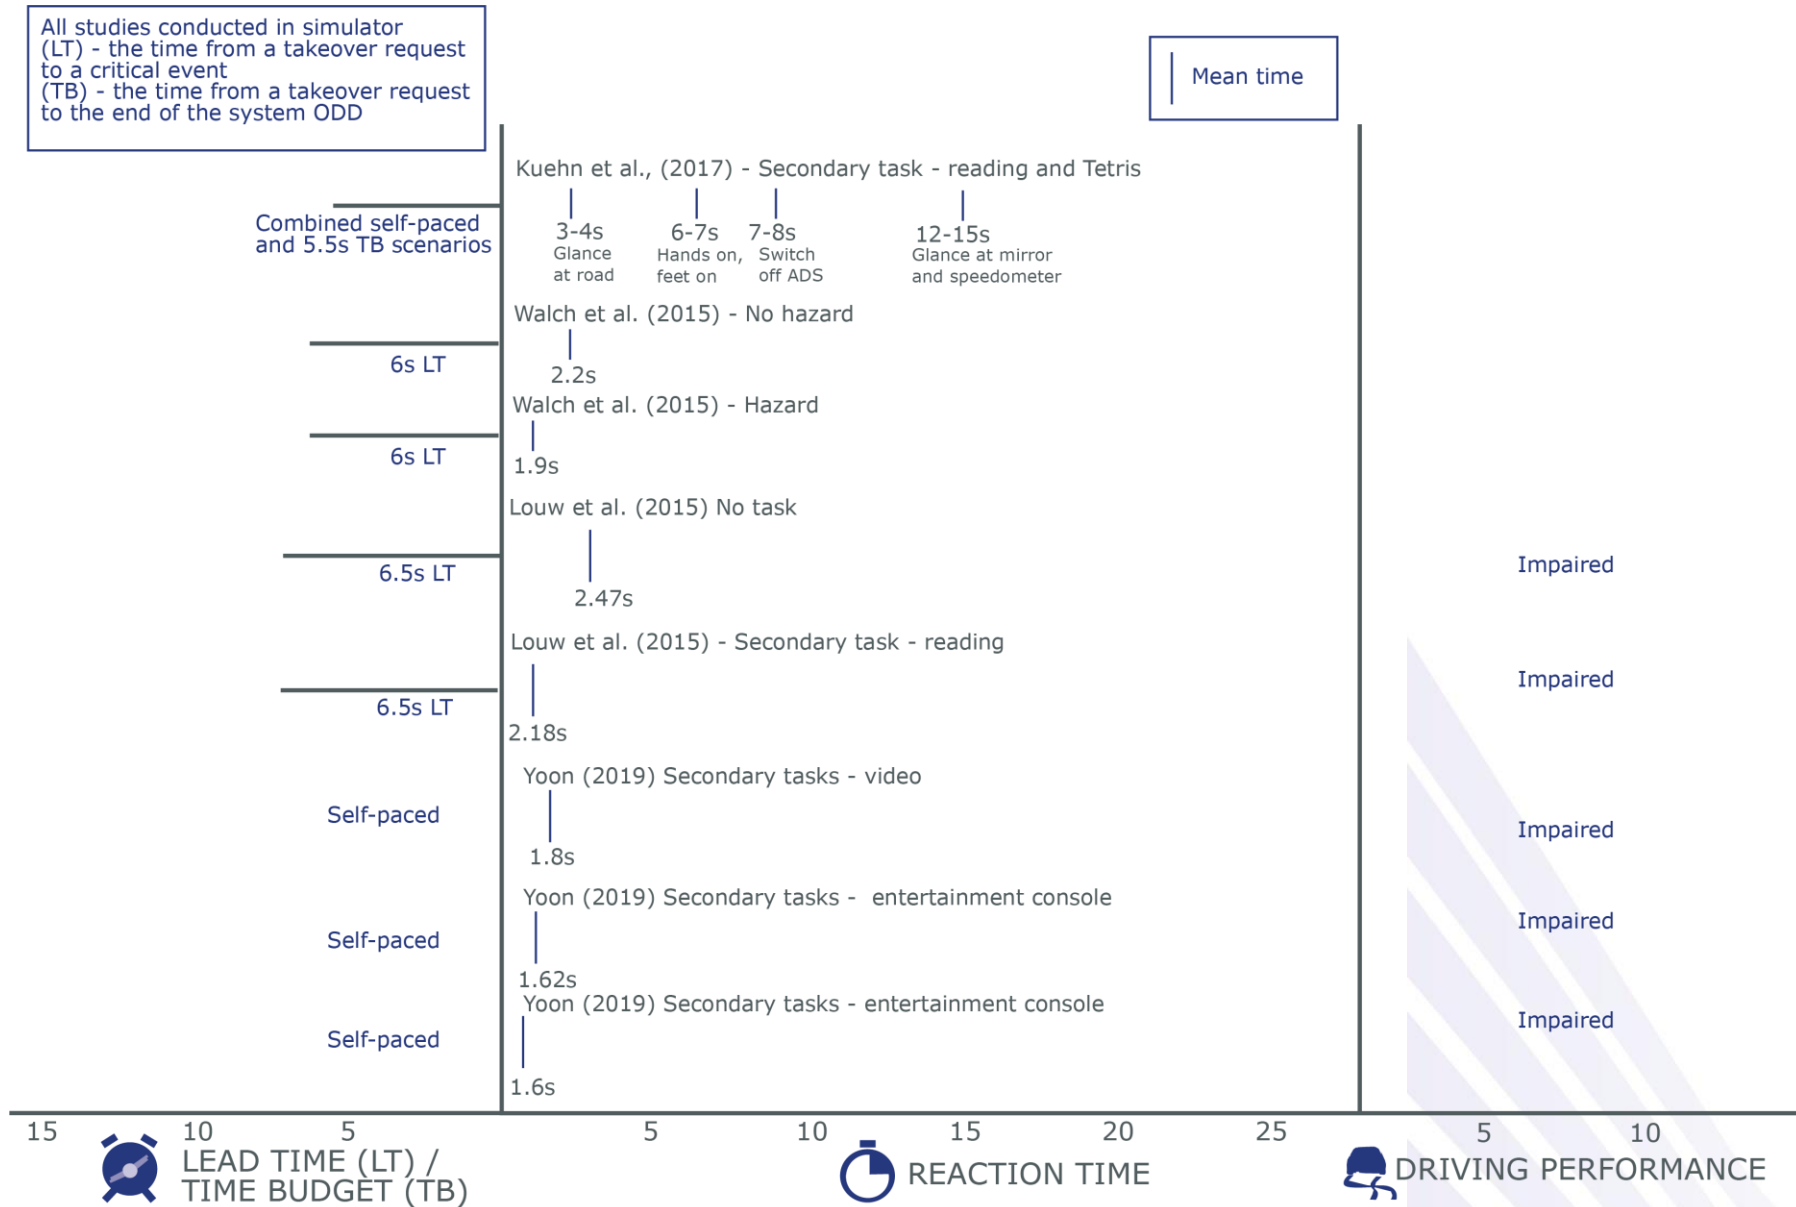 All studies conducted in simulator
(LT) - the time from a takeover request
to a critical event
(TB) - the time from a takeover request
to the end of the system ODD
Mean time
Kuehn et al., (2017) - Secondary task - reading and Tetris
Combined self-paced
and 5.5s TB scenarios
3-4s
Glance
at road
6-7s
Hands on,
feet on
7-8s
Switch
off ADS
12-15s
Glance at mirror
and speedometer
Walch et al. (2015) - No hazard
6s LT
2.2s
Walch et al. (2015) - Hazard
6s LT
1.9s
Louw et al. (2015) No task
6.5s LT
2.47s
Impaired
Louw et al. (2015) - Secondary task - reading
6.5s LT
2.18s
Impaired
Yoon (2019) Secondary tasks - video
Self-paced
1.8s
Impaired
Yoon (2019) Secondary tasks -  entertainment console
Self-paced
1.62s
Impaired
Yoon (2019) Secondary tasks - entertainment console
Self-paced
1.6s
Impaired
15 10 5 5 10 15 20 25 5 10
LEAD TIME (LT) /
TIME BUDGET (TB)
REACTION TIME
DRIVING PERFORMANCE